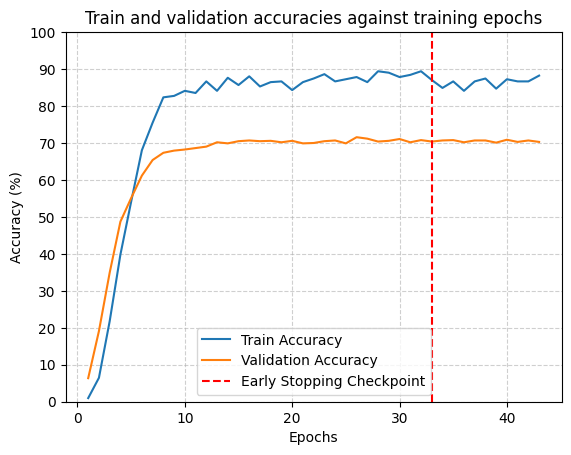 Train and validation accuracies against training epochs
100
90
80
70
60
50
40
30
20
10
0
Accuracy (%)
Train Accuracy
Validation Accuracy
Early Stopping Checkpoint
0 10 20 30 40
Epochs